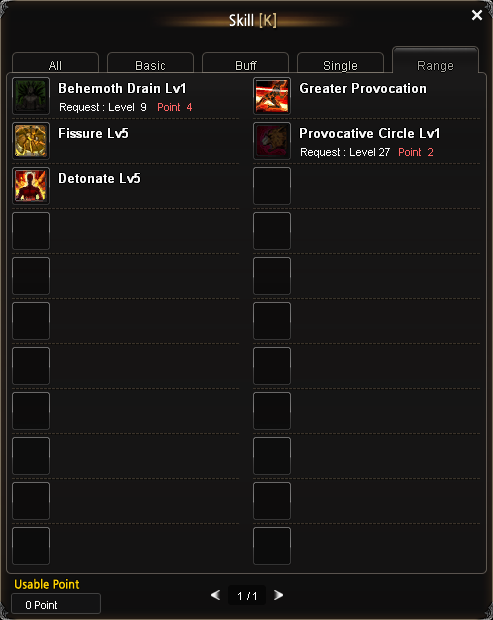 Skill [K]
All Basic Buff Single Range
Behemoth Drain Lv1
Request : Level 9 Point 4
Greater Provocation
Fissure Lv5
Provocative Circle Lv1
Request : Level 27 Point 2
Detonate Lv5
Usable Point
0 Point
1 / 1